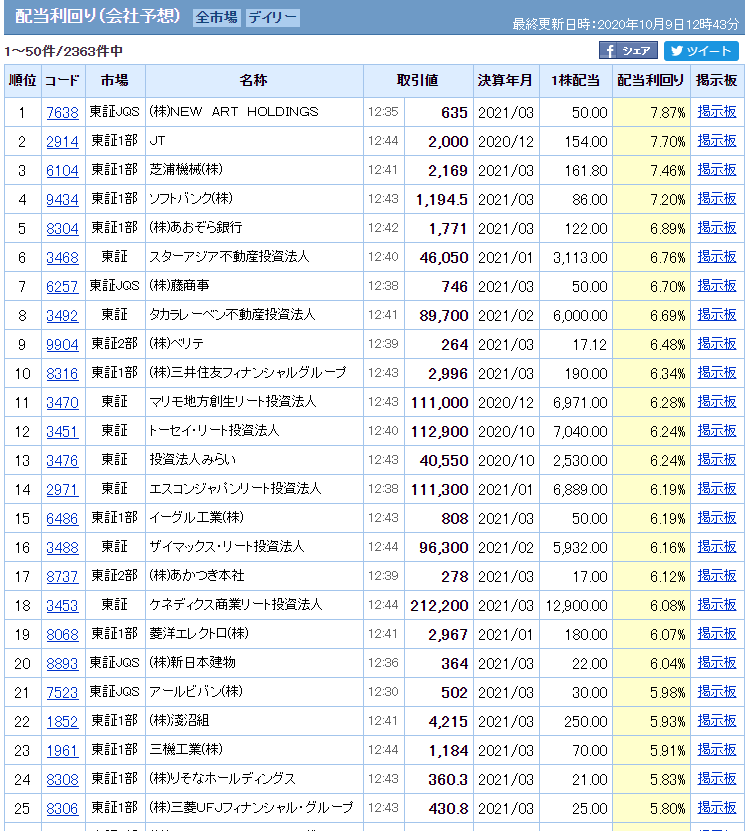 配当利回り(会社予想) 全市場 デイリー 最終更新日時：2020年10月9日12時43分
1～50件/2363件中 シェア ツイート
順位 コード 市場 名称 取引値 決算年月 1株配当 配当利回り 掲示板
1 7638 東証JQS (株)NEW ART HOLDINGS 12:35 635 2021/03 50.00 7.87% 掲示板
2 2914 東証1部 JT 12:44 2,000 2020/12 154.00 7.70% 掲示板
3 6104 東証1部 芝浦機械(株) 12:41 2,169 2021/03 161.80 7.46% 掲示板
4 9434 東証1部 ソフトバンク(株) 12:43 1,194.5 2021/03 86.00 7.20% 掲示板
5 8304 東証1部 (株)あおぞら銀行 12:42 1,771 2021/03 122.00 6.89% 掲示板
6 3468 東証 スターアジア不動産投資法人 12:40 46,050 2021/01 3,113.00 6.76% 掲示板
7 6257 東証JQS (株)藤商事 12:38 746 2021/03 50.00 6.70% 掲示板
8 3492 東証 タカラレーベン不動産投資法人 12:41 89,700 2021/02 6,000.00 6.69% 掲示板
9 9904 東証2部 (株)ベリテ 12:39 264 2021/03 17.12 6.48% 掲示板
10 8316 東証1部 (株)三井住友フィナンシャルグループ 12:43 2,996 2021/03 190.00 6.34% 掲示板
11 3470 東証 マリモ地方創生リート投資法人 12:43 111,000 2020/12 6,971.00 6.28% 掲示板
12 3451 東証 トーセイ・リート投資法人 12:40 112,900 2020/10 7,040.00 6.24% 掲示板
13 3476 東証 投資法人みらい 12:43 40,550 2020/10 2,530.00 6.24% 掲示板
14 2971 東証 エスコンジャパンリート投資法人 12:38 111,300 2021/01 6,889.00 6.19% 掲示板
15 6486 東証1部 イーグル工業(株) 12:43 808 2021/03 50.00 6.19% 掲示板
16 3488 東証 ザイマックス・リート投資法人 12:44 96,300 2021/02 5,932.00 6.16% 掲示板
17 8737 東証2部 (株)あかつき本社 12:39 278 2021/03 17.00 6.12% 掲示板
18 3453 東証 ケネディクス商業リート投資法人 12:44 212,200 2021/03 12,900.00 6.08% 掲示板
19 8068 東証1部 菱洋エレクトロ(株) 12:41 2,967 2021/01 180.00 6.07% 掲示板
20 8893 東証JQS (株)新日本建物 12:36 364 2021/03 22.00 6.04% 掲示板
21 7523 東証JQS アールビバン(株) 12:30 502 2021/03 30.00 5.98% 掲示板
22 1852 東証1部 (株)淺沼組 12:41 4,215 2021/03 250.00 5.93% 掲示板
23 1961 東証1部 三機工業(株) 12:44 1,184 2021/03 70.00 5.91% 掲示板
24 8308 東証1部 (株)りそなホールディングス 12:43 360.3 2021/03 21.00 5.83% 掲示板
25 8306 東証1部 (株)三菱UFJフィナンシャル・グループ 12:43 430.8 2021/03 25.00 5.80% 掲示板